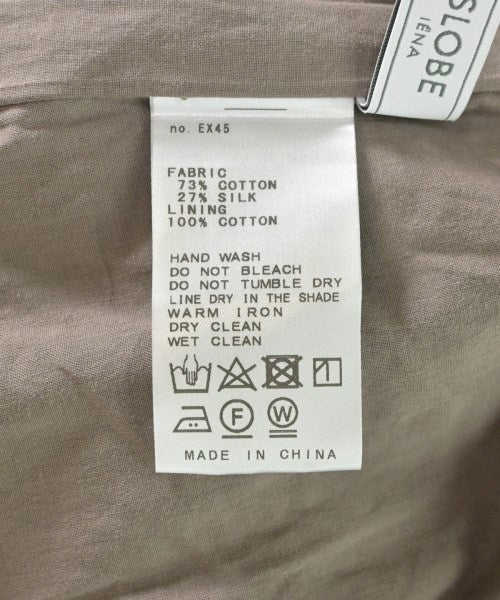 SLOBE
IÉNA
no. EX45
FABRIC
73% COTTON
27% SILK
LINING
100% COTTON
HAND WASH
DO NOT BLEACH
DO NOT TUMBLE DRY
LINE DRY IN THE SHADE
WARM IRON
DRY CLEAN
WET CLEAN
F W
MADE IN CHINA